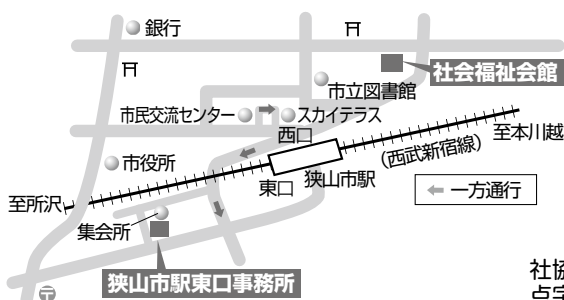 銀行
社会福祉会館
市立図書館
市民交流センター
スカイテラス
西口
至本川越
(西武新宿線)
市役所
東口
狭山市駅
一方通行
至所沢
集会所
狭山市駅東口事務所
社協
点字